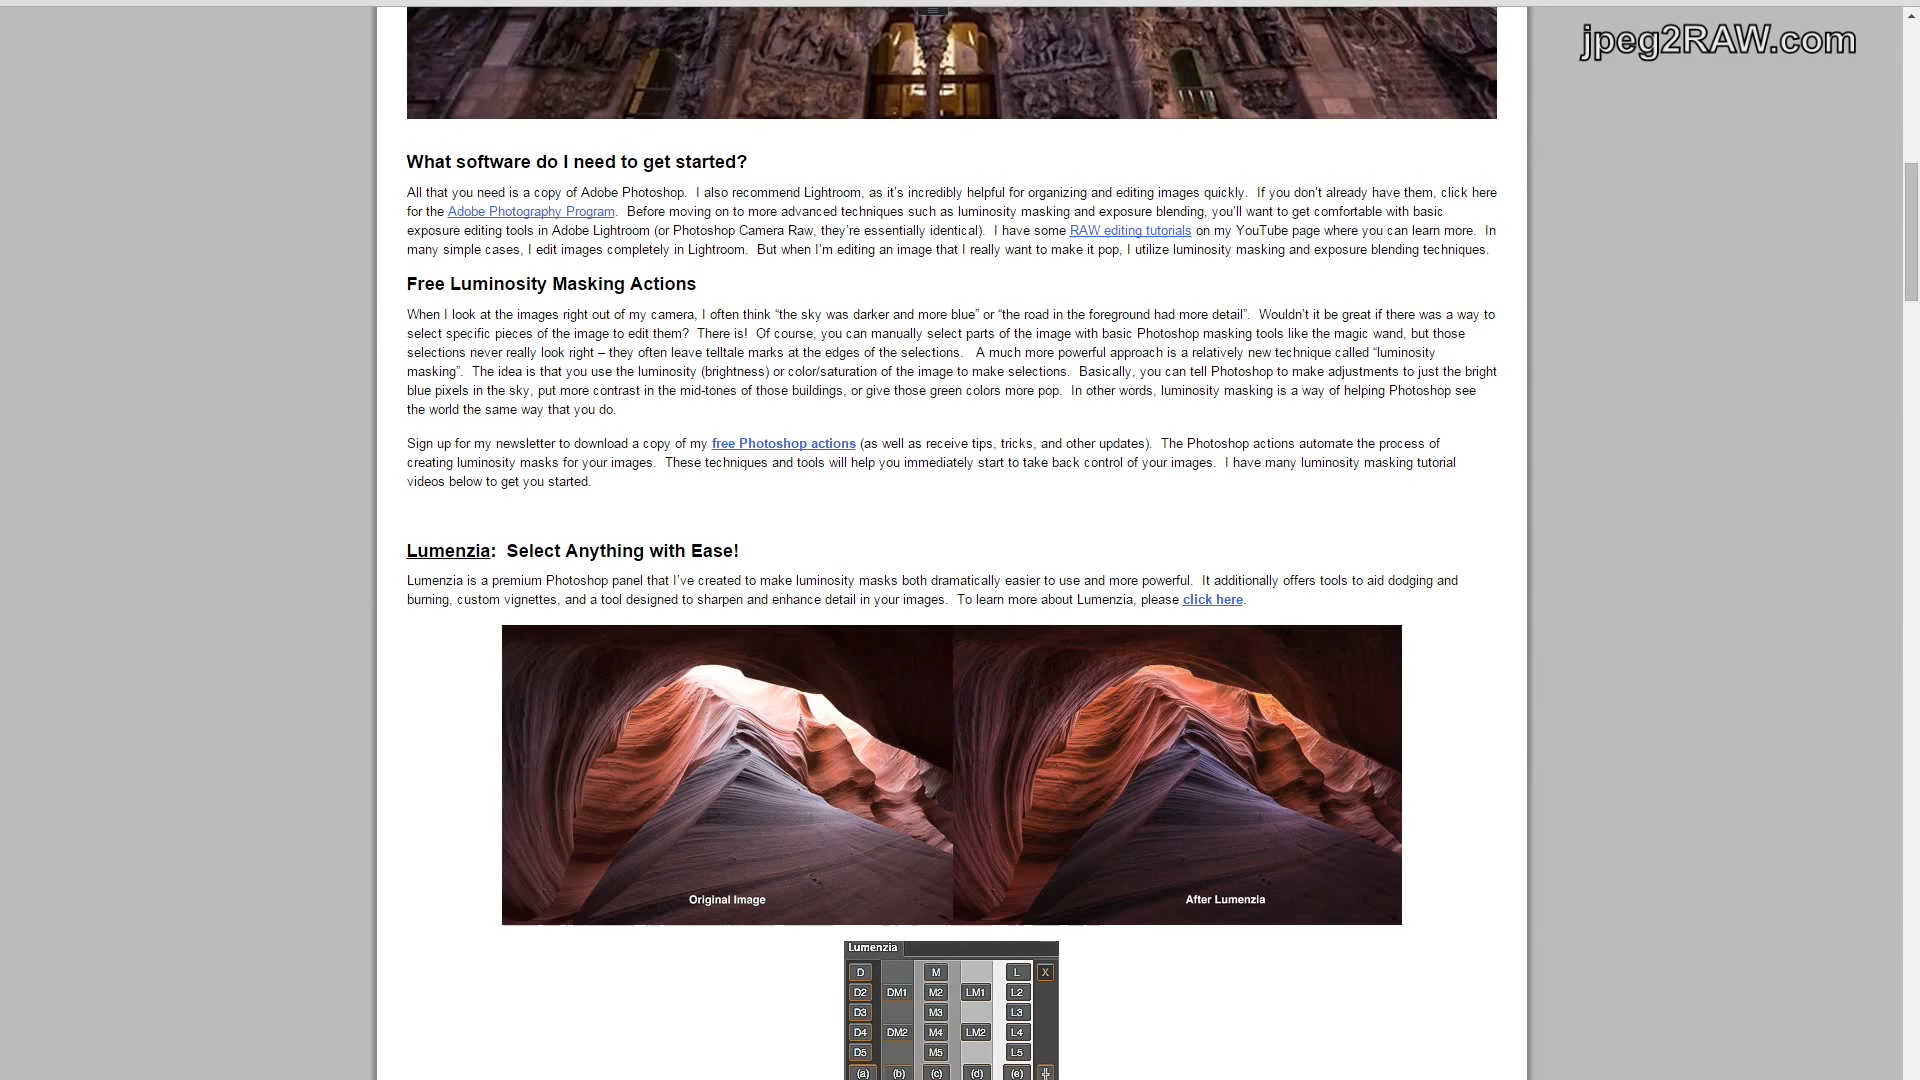 jpeg2RAW.com
What software do I need to get started?
All that you need is a copy of Adobe Photoshop.  I also recommend Lightroom, as it’s incredibly helpful for organizing and editing images quickly.  If you don’t already have them, click here
for the Adobe Photography Program.  Before moving on to more advanced techniques such as luminosity masking and exposure blending, you’ll want to get comfortable with basic
exposure editing tools in Adobe Lightroom (or Photoshop Camera Raw, they’re essentially identical).  I have some RAW editing tutorials on my YouTube page where you can learn more.  In
many simple cases, I edit images completely in Lightroom.  But when I’m editing an image that I really want to make it pop, I utilize luminosity masking and exposure blending techniques.
Free Luminosity Masking Actions
When I look at the images right out of my camera, I often think “the sky was darker and more blue” or “the road in the foreground had more detail”.  Wouldn’t it be great if there was a way to
select specific pieces of the image to edit them?  There is!  Of course, you can manually select parts of the image with basic Photoshop masking tools like the magic wand, but those
selections never really look right – they often leave telltale marks at the edges of the selections.   A much more powerful approach is a relatively new technique called “luminosity
masking”.  The idea is that you use the luminosity (brightness) or color/saturation of the image to make selections.  Basically, you can tell Photoshop to make adjustments to just the bright
blue pixels in the sky, put more contrast in the mid-tones of those buildings, or give those green colors more pop.  In other words, luminosity masking is a way of helping Photoshop see
the world the same way that you do.
Sign up for my newsletter to download a copy of my free Photoshop actions (as well as receive tips, tricks, and other updates).  The Photoshop actions automate the process of
creating luminosity masks for your images.  These techniques and tools will help you immediately start to take back control of your images.  I have many luminosity masking tutorial
videos below to get you started.
Lumenzia:  Select Anything with Ease!
Lumenzia is a premium Photoshop panel that I’ve created to make luminosity masks both dramatically easier to use and more powerful.  It additionally offers tools to aid dodging and
burning, custom vignettes, and a tool designed to sharpen and enhance detail in your images.  To learn more about Lumenzia, please click here.
Original Image
After Lumenzia
Lumenzia
D M L X
D2 DM1 M2 LM1 L2
D3 M3 L3
D4 DM2 M4 LM2 L4
D5 M5 L5
(a) (b) (c) (d) (e)